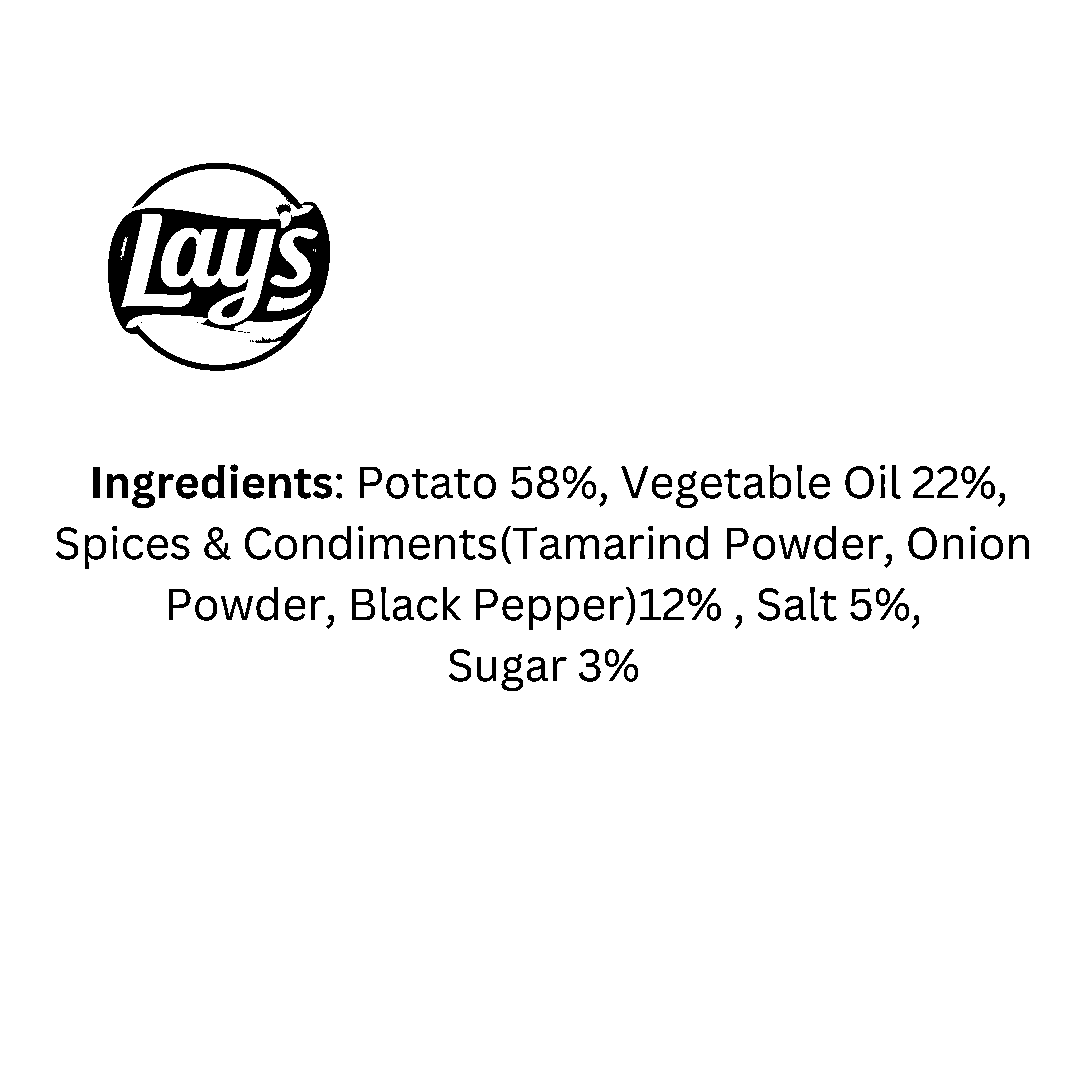 Lay's
Ingredients: Potato 58%, Vegetable Oil 22%,
Spices & Condiments(Tamarind Powder, Onion
Powder, Black Pepper)12% , Salt 5%,
Sugar 3%